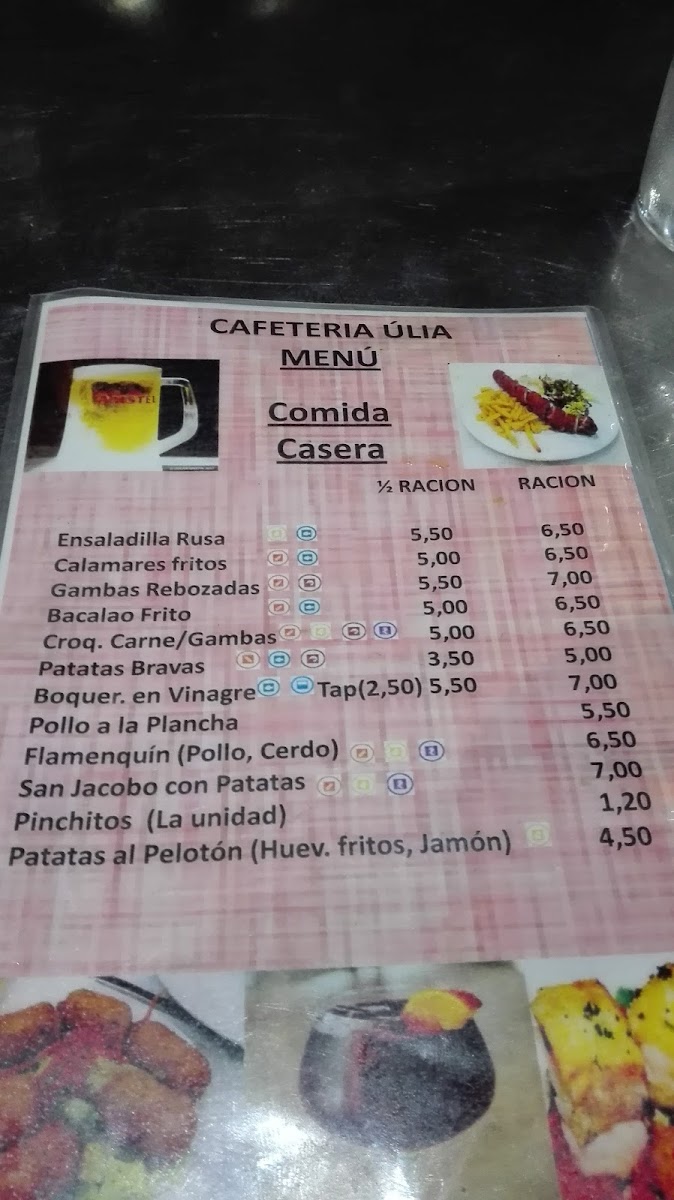 CAFETERIA ÚLIA
MENÚ
Comida
Casera
½ RACION RACION
Ensaladilla Rusa 5,50 6,50
Calamares fritos 5,00 6,50
Gambas Rebozadas 5,50 7,00
Bacalao Frito 5,00 6,50
Croq. Carne/Gambas 5,00 6,50
Patatas Bravas 3,50 5,00
Boquer. en Vinagre Tap(2,50) 5,50 7,00
Pollo a la Plancha 5,50
Flamenquín (Pollo, Cerdo) 6,50
San Jacobo con Patatas 7,00
Pinchitos (La unidad) 1,20
Patatas al Pelotón (Huev. fritos, Jamón) 4,50